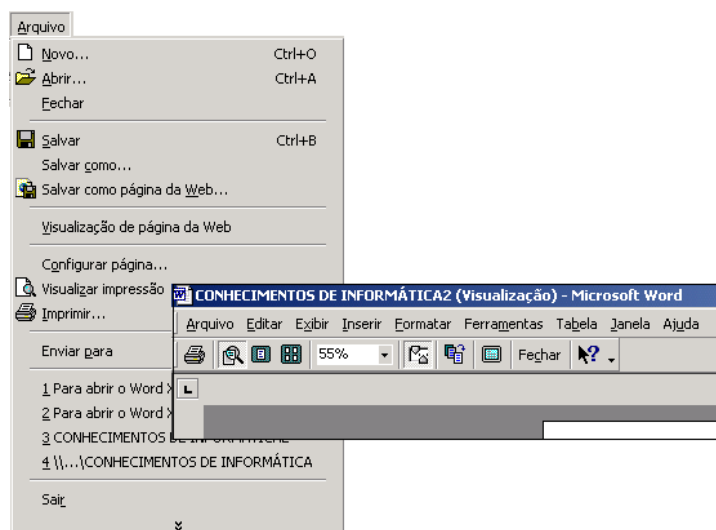 Arquivo
Novo... Ctrl+O
Abrir... Ctrl+A
Fechar
Salvar Ctrl+B
Salvar como...
Salvar como página da Web...
Visualização de página da Web
Configurar página...
Visualizar impressão
Imprimir...
Enviar para
1 Para abrir o Word
2 Para abrir o Word
3 CONHECIMENTOS DE INFORMÁTICA2
4 \\...\CONHECIMENTOS DE INFORMÁTICA
Sair
CONHECIMENTOS DE INFORMÁTICA2 (Visualização) - Microsoft Word
Arquivo Editar Exibir Inserir Formatar Ferramentas Tabela Janela Ajuda
55% Fechar